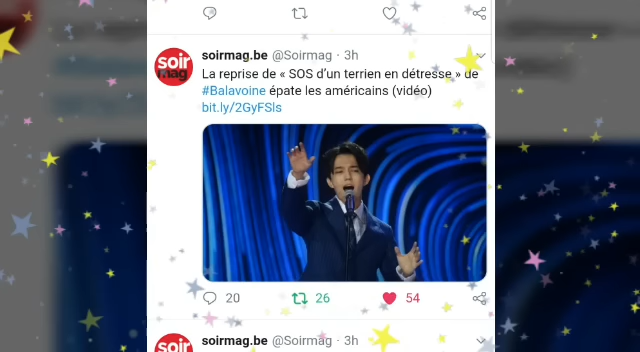 soir
mag
soirmag.be @Soirmag · 3h
La reprise de « SOS d’un terrien en détresse » de
#Balavoine épate les américains (vidéo)
bit.ly/2GyFSls
20 26 54
soirmag.be @Soirmag · 3h
soir